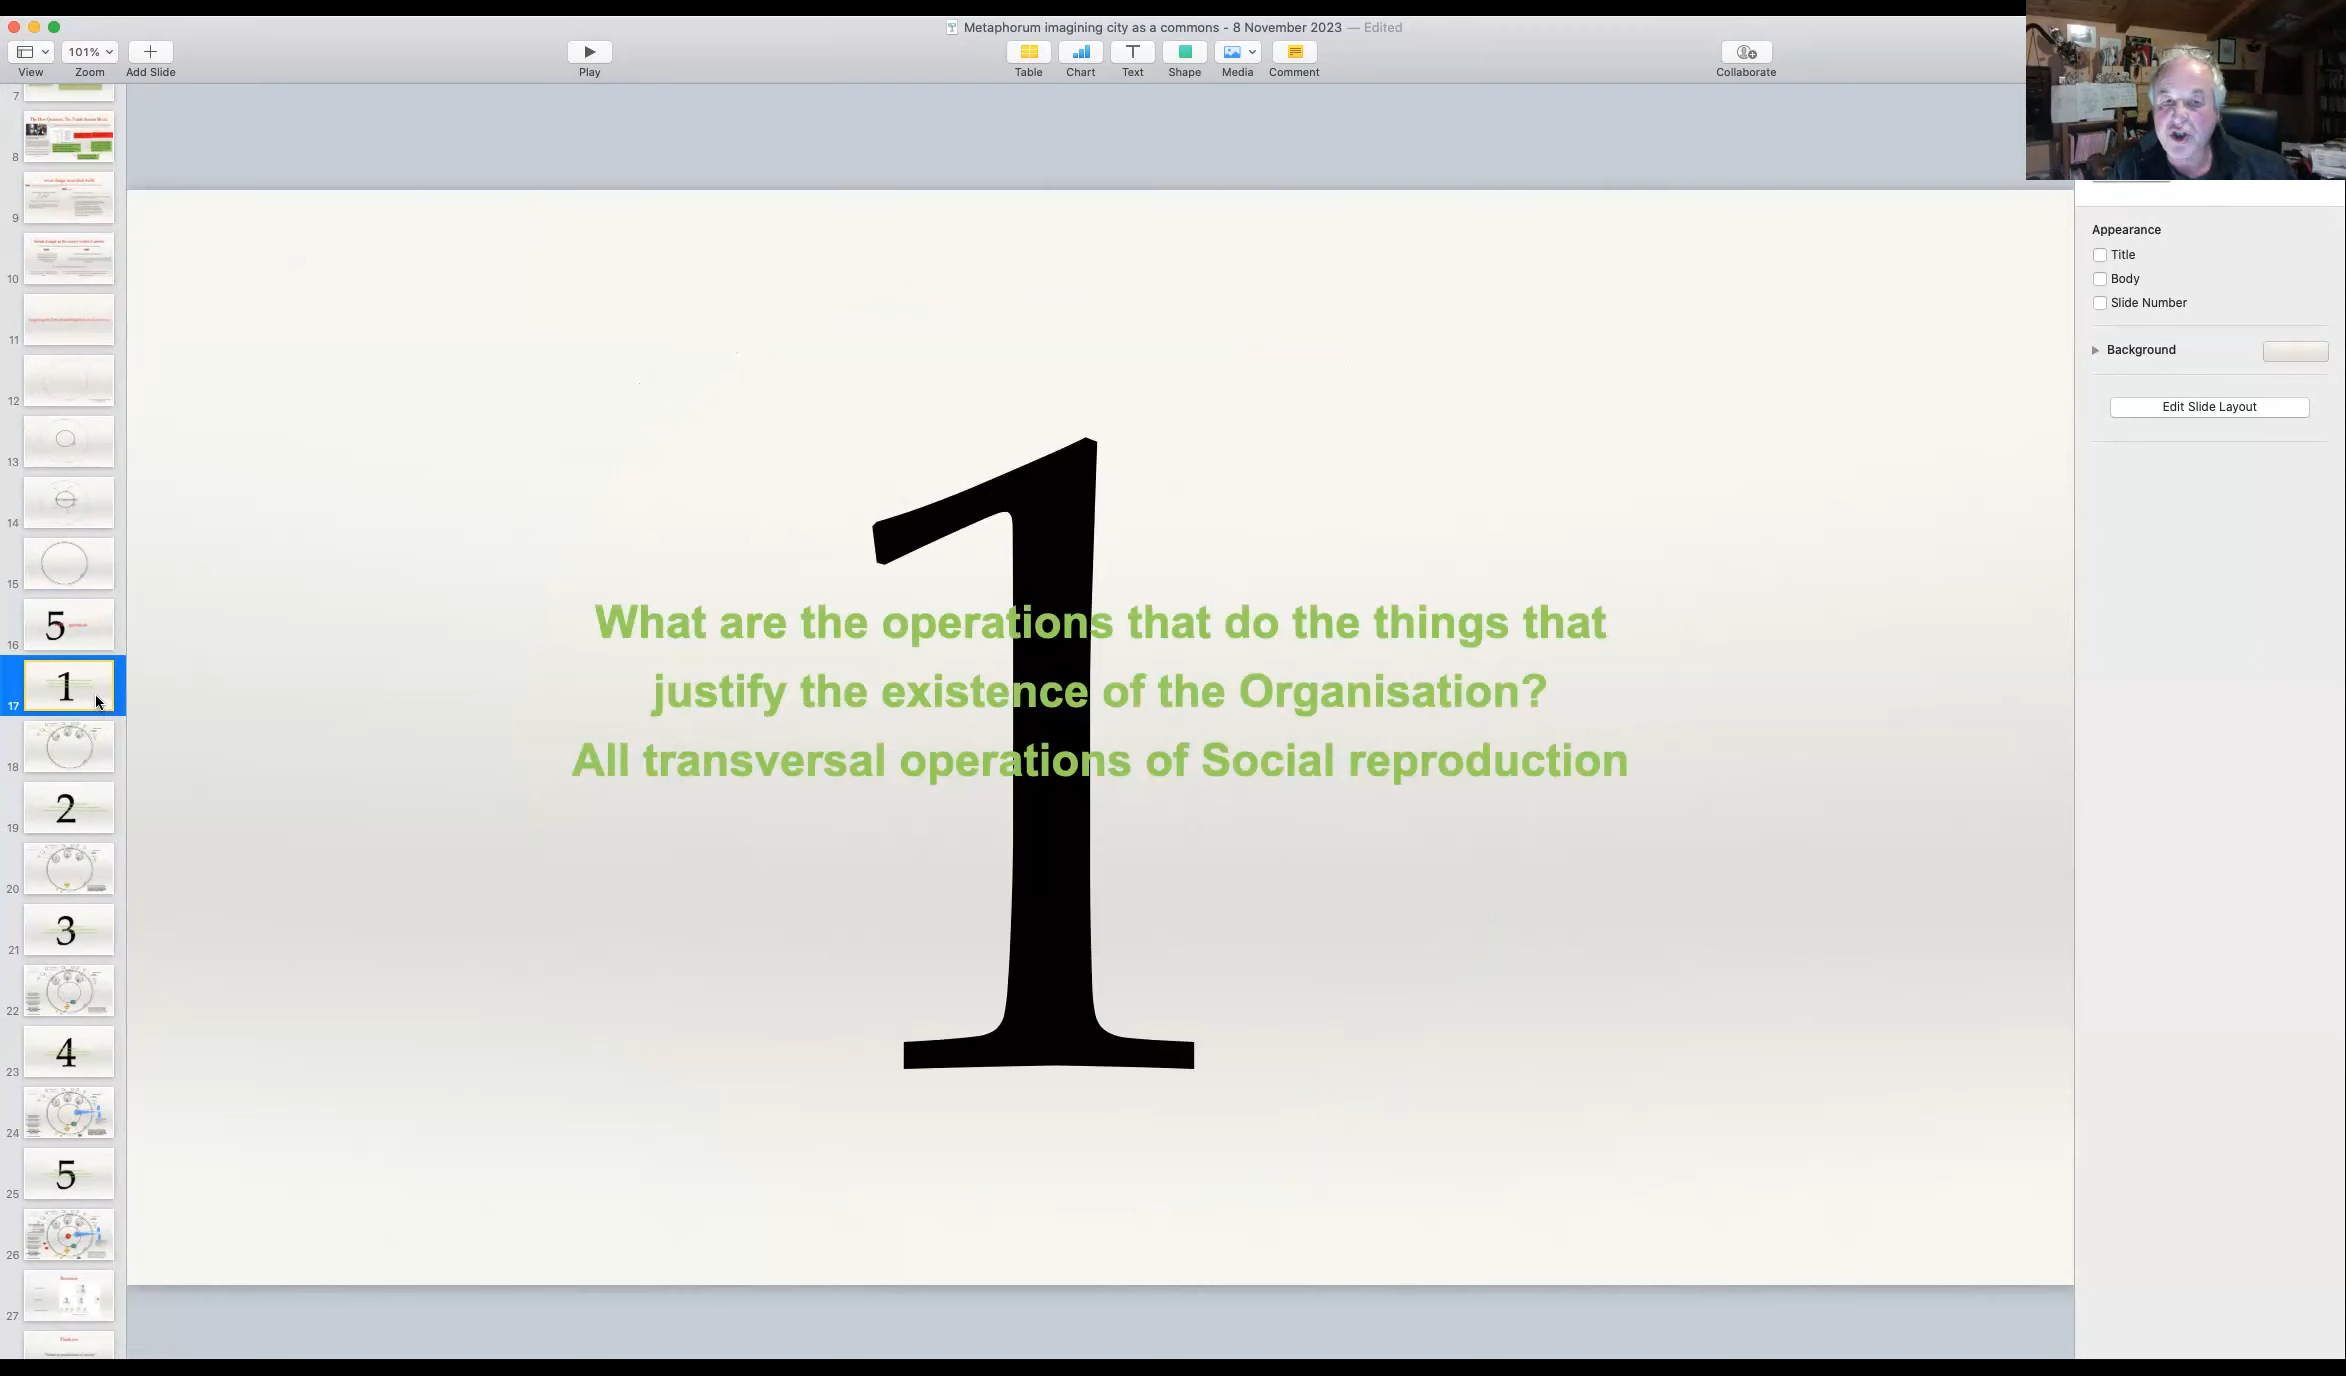 Metaphorum imagining city as a commons - 8 November 2023 — Edited
View
101%
Zoom
Add Slide
Play
Table
Chart
Text
Shape
Media
Comment
Collaborate
7
8
9
10
11
12
13
14
15
5
16
1
17
18
2
19
20
3
21
22
4
23
24
5
25
26
27
1
What are the operations that do the things that
justify the existence of the Organisation?
All transversal operations of Social reproduction
Appearance
Title
Body
Slide Number
Background
Edit Slide Layout